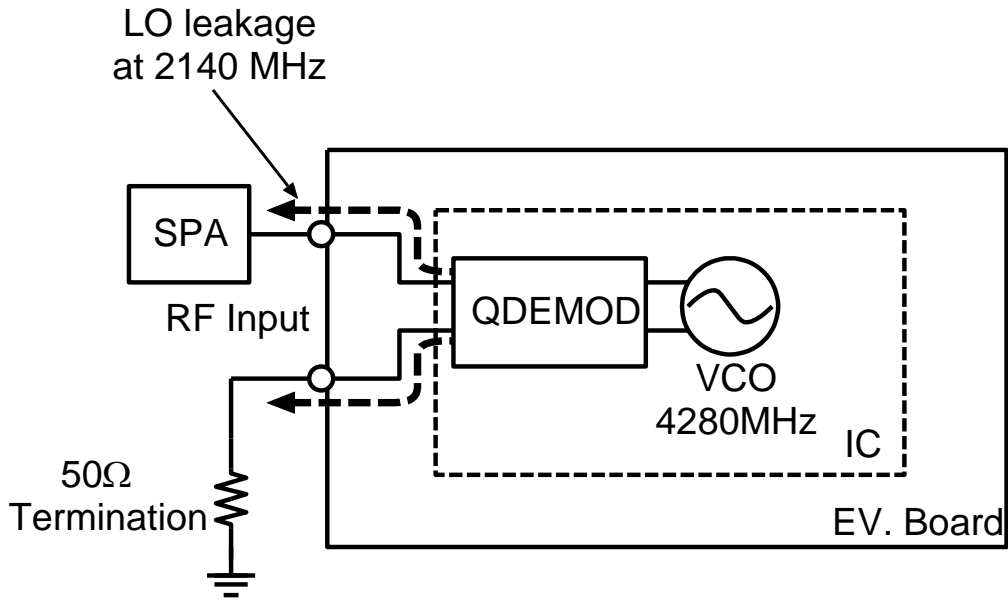 LO leakage
at 2140 MHz
SPA
RF Input
QDEMOD
VCO
4280MHz
IC
50Ω
Termination
EV. Board